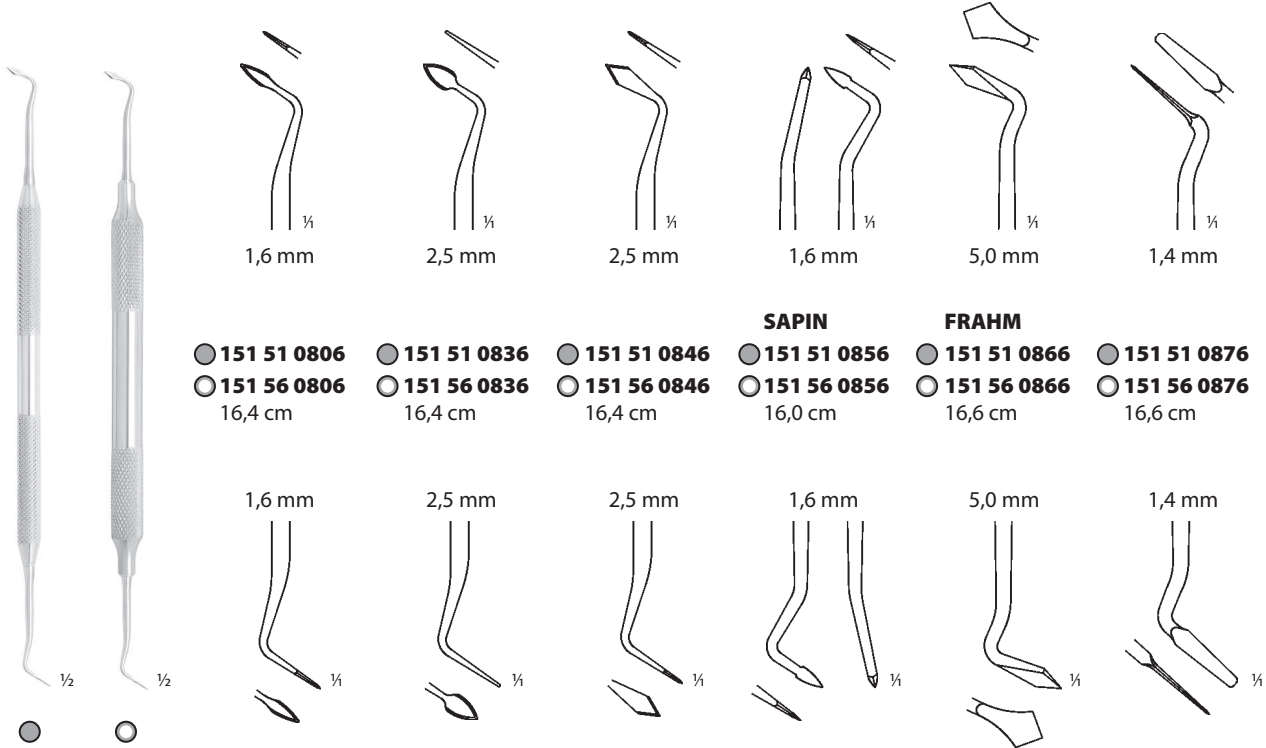 ¹⁄₁ ¹⁄₁ ¹⁄₁ ¹⁄₁ ¹⁄₁ ¹⁄₁
1,6 mm 2,5 mm 2,5 mm 1,6 mm 5,0 mm 1,4 mm
SAPIN FRAHM
151 51 0806 151 51 0836 151 51 0846 151 51 0856 151 51 0866 151 51 0876
151 56 0806 151 56 0836 151 56 0846 151 56 0856 151 56 0866 151 56 0876
16,4 cm 16,4 cm 16,4 cm 16,0 cm 16,6 cm 16,6 cm
1,6 mm 2,5 mm 2,5 mm 1,6 mm 5,0 mm 1,4 mm
½ ½ ¹⁄₁ ¹⁄₁ ¹⁄₁ ¹⁄₁ ¹⁄₁ ¹⁄₁